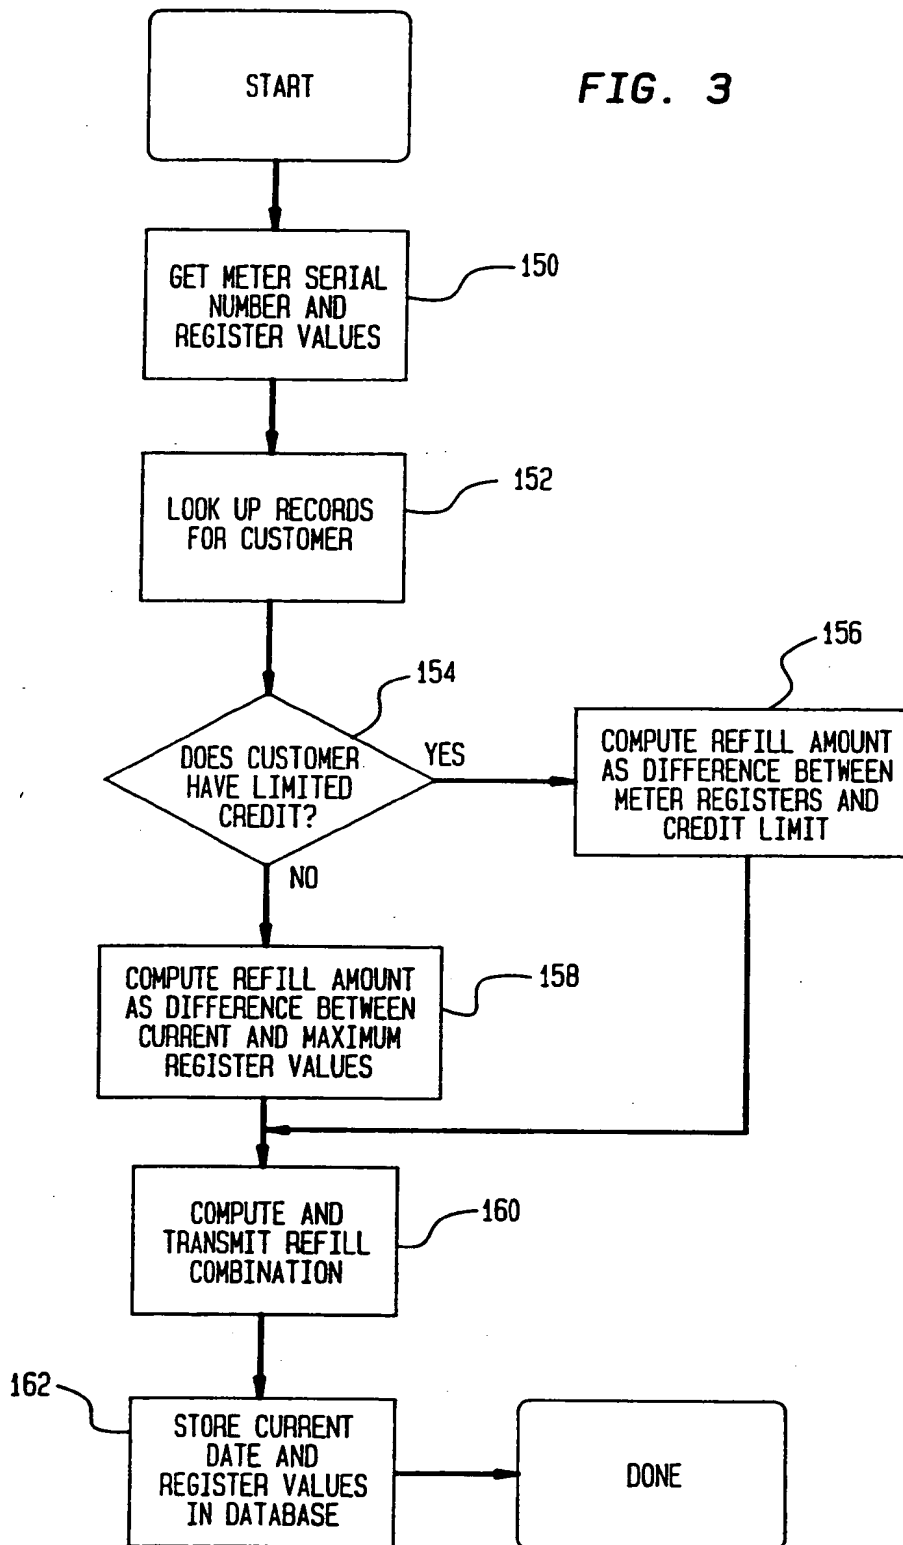 START
FIG. 3
GET METER SERIAL
NUMBER AND
REGISTER VALUES
150
LOOK UP RECORDS
FOR CUSTOMER
152
154
DOES CUSTOMER
HAVE LIMITED
CREDIT?
YES
156
COMPUTE REFILL AMOUNT
AS DIFFERENCE BETWEEN
METER REGISTERS AND
CREDIT LIMIT
NO
COMPUTE REFILL AMOUNT
AS DIFFERENCE BETWEEN
CURRENT AND MAXIMUM
REGISTER VALUES
158
COMPUTE AND
TRANSMIT REFILL
COMBINATION
160
162
STORE CURRENT
DATE AND
REGISTER VALUES
IN DATABASE
DONE